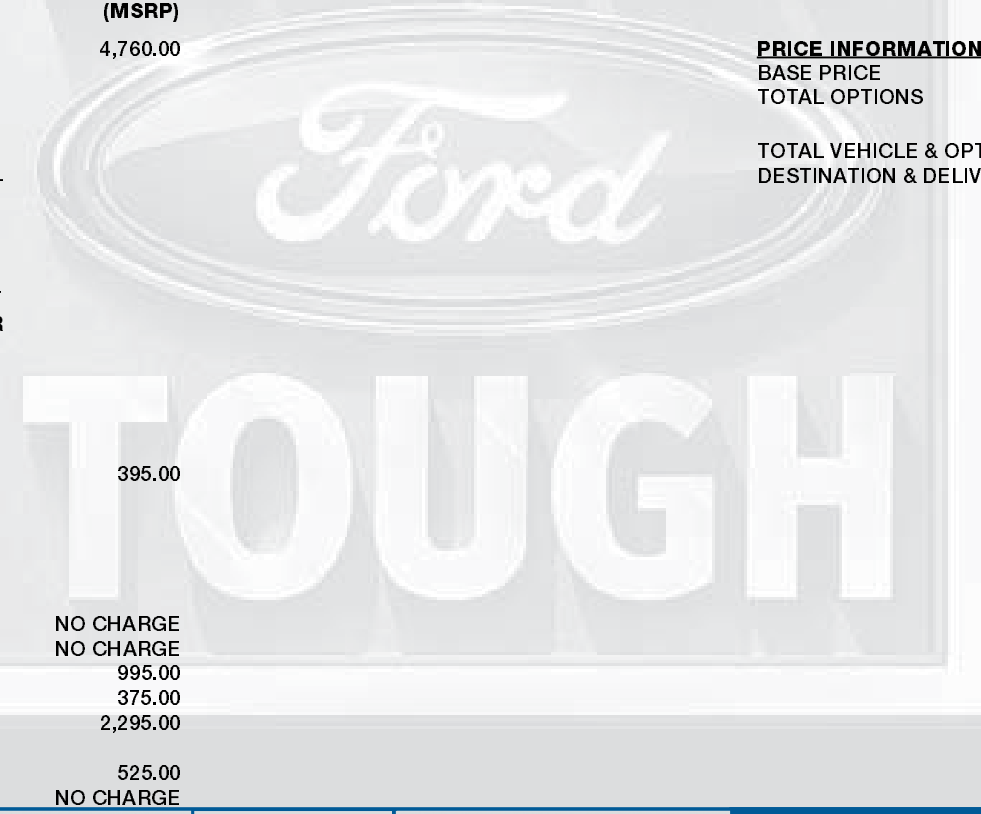 (MSRP)
4,760.00
395.00
NO CHARGE
NO CHARGE
995.00
375.00
2,295.00
525.00
NO CHARGE
PRICE INFORMATION
BASE PRICE
TOTAL OPTIONS
TOTAL VEHICLE & OPT
DESTINATION & DELIV
Ford
TOUGH